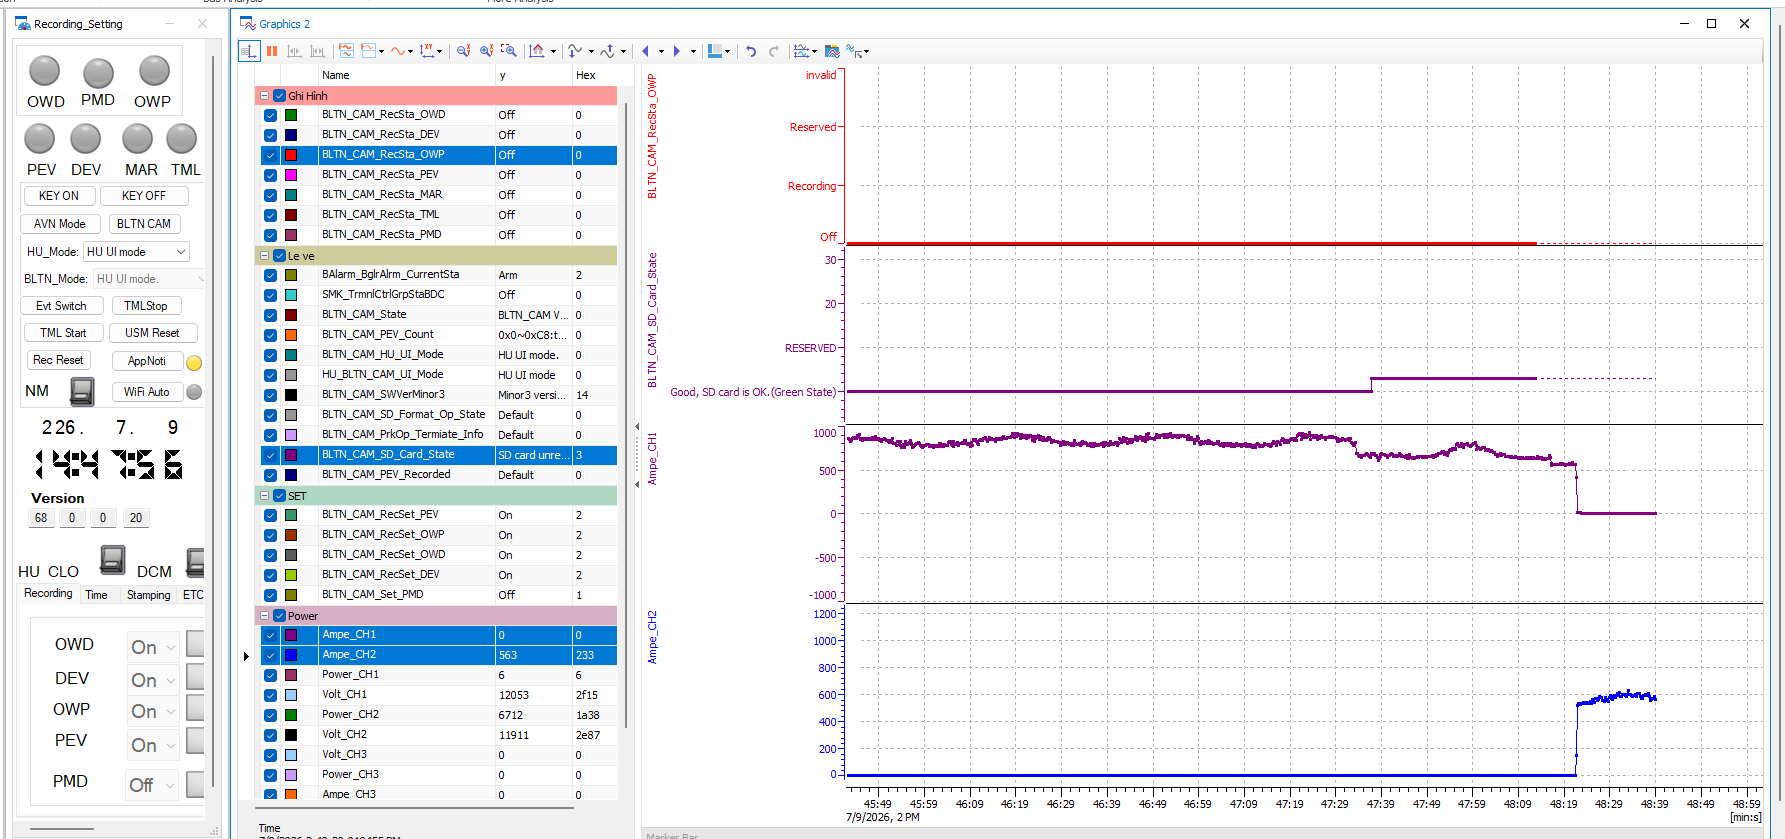 Recording_Setting
OWD PMD OWP
PEV DEV MAR TML
KEY ON KEY OFF
AVN Mode BLTN CAM
HU_Mode: HU UI mode
BLTN_Mode: HU UI mode.
Evt Switch TMLStop
TML Start USM Reset
Rec Reset AppNoti
NM WiFi Auto
226. 7. 9
14:47:56
Version
68 0 0 20
HU CLO DCM
Recording Time Stamping ETC
OWD On
DEV On
OWP On
PEV On
PMD Off
Graphics 2
Name y Hex
Ghi Hình
BLTN_CAM_RecSta_OWD Off 0
BLTN_CAM_RecSta_DEV Off 0
BLTN_CAM_RecSta_OWP Off 0
BLTN_CAM_RecSta_PEV Off 0
BLTN_CAM_RecSta_MAR Off 0
BLTN_CAM_RecSta_TML Off 0
BLTN_CAM_RecSta_PMD Off 0
Le ve
BAlarm_BglrAlrm_CurrentSta Arm 2
SMK_TrmnlCtrlGrpStaBDC Off 0
BLTN_CAM_State BLTN_CAM V... 0
BLTN_CAM_PEV_Count 0x0~0xC8:t... 0
BLTN_CAM_HU_UI_Mode HU UI mode. 0
HU_BLTN_CAM_UI_Mode HU UI mode 0
BLTN_CAM_SWVerMinor3 Minor3 versi... 14
BLTN_CAM_SD_Format_Op_State Default 0
BLTN_CAM_PrkOp_Termiate_Info Default 0
BLTN_CAM_SD_Card_State SD card unre... 3
BLTN_CAM_PEV_Recorded Default 0
SET
BLTN_CAM_RecSet_PEV On 2
BLTN_CAM_RecSet_OWP On 2
BLTN_CAM_RecSet_OWD On 2
BLTN_CAM_RecSet_DEV On 2
BLTN_CAM_Set_PMD Off 1
Power
Ampe_CH1 0 0
Ampe_CH2 563 233
Power_CH1 6 6
Volt_CH1 12053 2f15
Power_CH2 6712 1a38
Volt_CH2 11911 2e87
Volt_CH3 0 0
Power_CH3 0 0
Ampe_CH3 0 0
Time
BLTN_CAM_RecSta_OWP
invalid
Reserved
Recording
Off
BLTN_CAM_SD_Card_State
30
20
RESERVED
Good, SD card is OK.(Green State)
Ampe_CH1
1000
500
0
-500
-1000
Ampe_CH2
1200
1000
800
600
400
200
0
45:49 45:59 46:09 46:19 46:29 46:39 46:49 46:59 47:09 47:19 47:29 47:39 47:49 47:59 48:09 48:19 48:29 48:39 48:49 48:59
7/9/2026, 2 PM [min:s]
Marker Bar